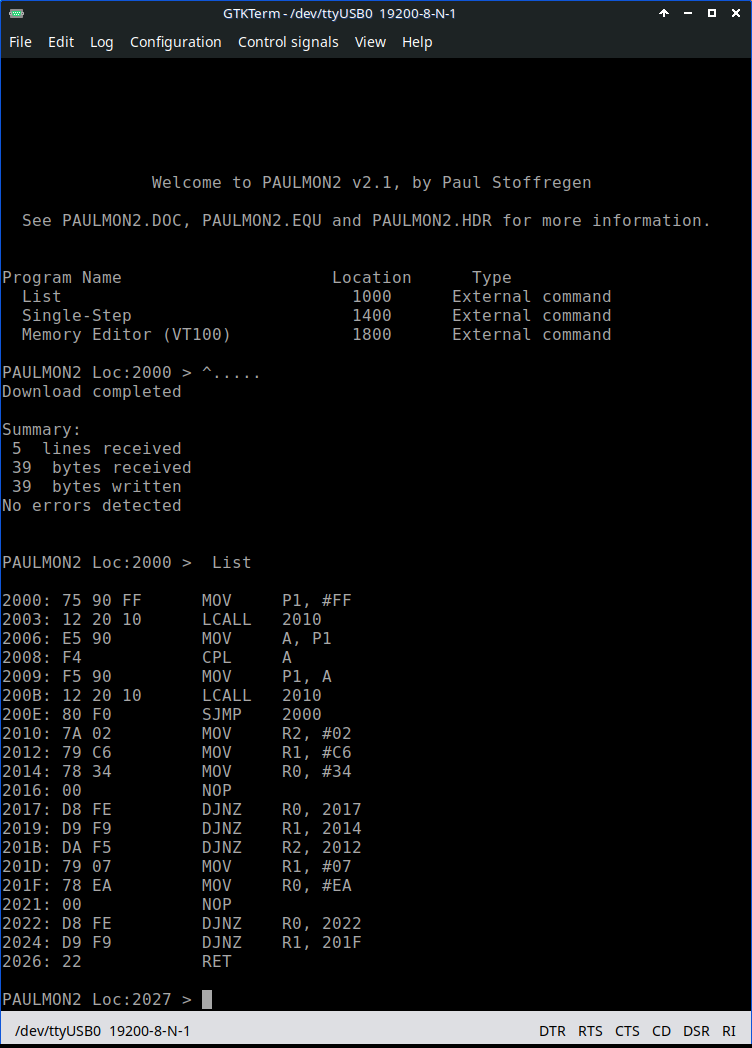 GTKTerm - /dev/ttyUSB0 19200-8-N-1
File Edit Log Configuration Control signals View Help
Welcome to PAULMON2 v2.1, by Paul Stoffregen
See PAULMON2.DOC, PAULMON2.EQU and PAULMON2.HDR for more information.
Program Name                     Location      Type
  List                             1000      External command
  Single-Step                      1400      External command
  Memory Editor (VT100)            1800      External command
PAULMON2 Loc:2000 > ^.....
Download completed
Summary:
 5  lines received
 39  bytes received
 39  bytes written
No errors detected
PAULMON2 Loc:2000 >  List
2000: 75 90 FF      MOV     P1, #FF
2003: 12 20 10      LCALL   2010
2006: E5 90         MOV     A, P1
2008: F4            CPL     A
2009: F5 90         MOV     P1, A
200B: 12 20 10      LCALL   2010
200E: 80 F0         SJMP    2000
2010: 7A 02         MOV     R2, #02
2012: 79 C6         MOV     R1, #C6
2014: 78 34         MOV     R0, #34
2016: 00            NOP
2017: D8 FE         DJNZ    R0, 2017
2019: D9 F9         DJNZ    R1, 2014
201B: DA F5         DJNZ    R2, 2012
201D: 79 07         MOV     R1, #07
201F: 78 EA         MOV     R0, #EA
2021: 00            NOP
2022: D8 FE         DJNZ    R0, 2022
2024: D9 F9         DJNZ    R1, 201F
2026: 22            RET
PAULMON2 Loc:2027 >
/dev/ttyUSB0 19200-8-N-1 DTR RTS CTS CD DSR RI